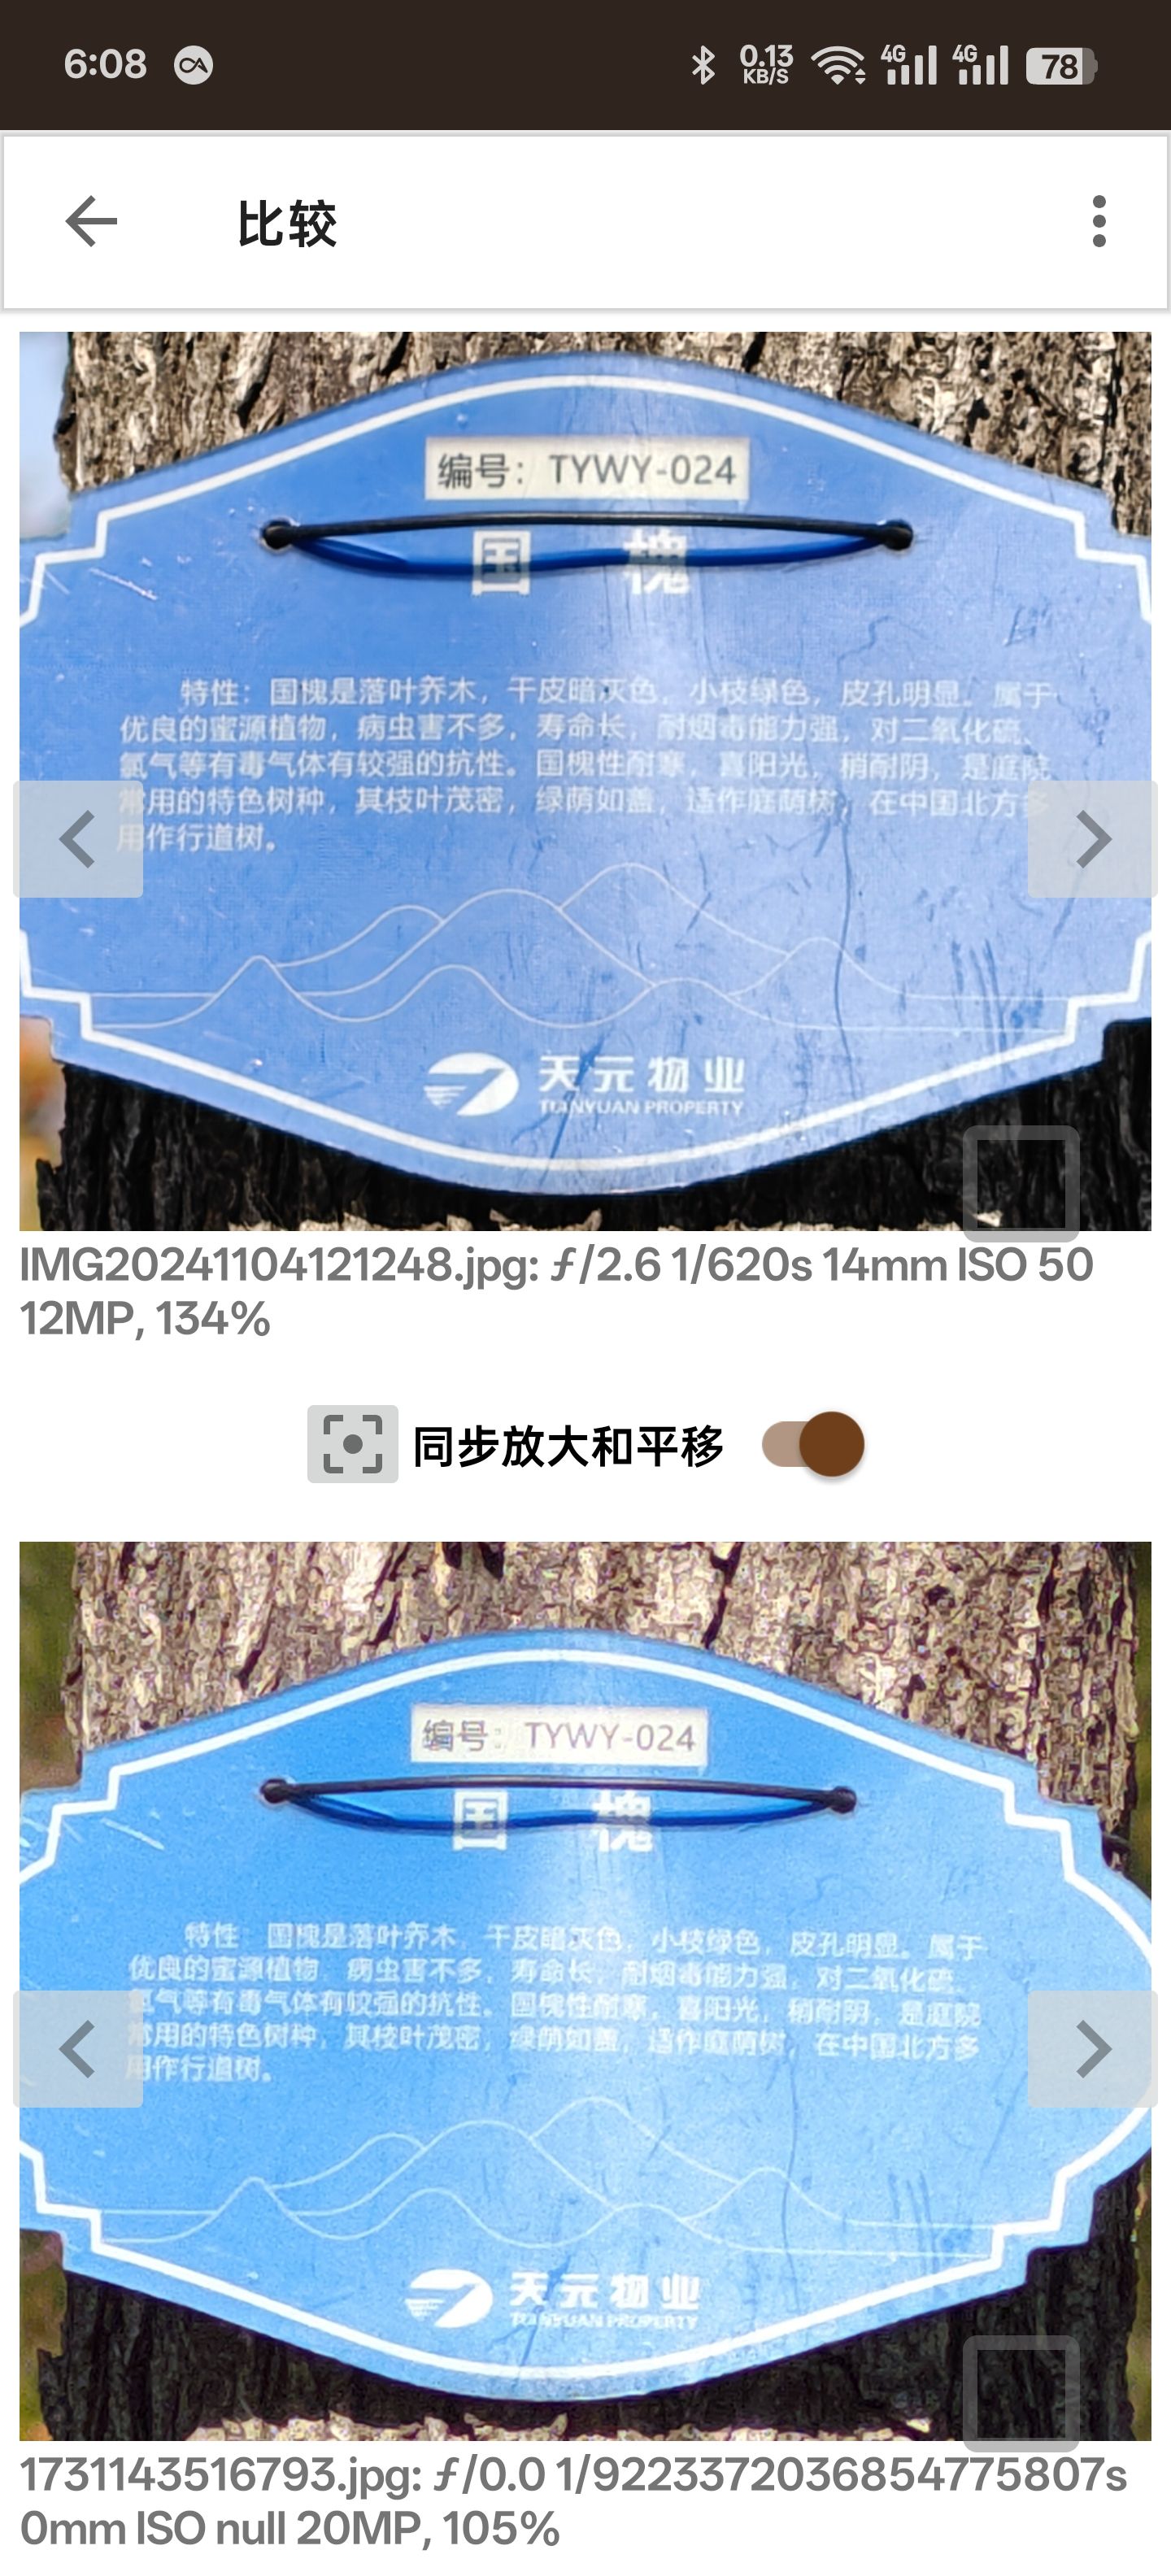 6:08
0.13
KB/S
4G
4G
78
比较
编号：TYWY-024
国槐
特性：国槐是落叶乔木，干皮暗灰色，小枝绿色，皮孔明显。属于
优良的蜜源植物，病虫害不多，寿命长，耐烟毒能力强，对二氧化硫、
氯气等有毒气体有较强的抗性。国槐性耐寒，喜阳光，稍耐阴，是庭院
常用的特色树种，其枝叶茂密，绿荫如盖，适作庭荫树，在中国北方多
用作行道树。
天元物业
TIANYUAN PROPERTY
IMG20241104121248.jpg: ƒ/2.6 1/620s 14mm ISO 50
12MP, 134%
同步放大和平移
编号：TYWY-024
国槐
特性：国槐是落叶乔木，干皮暗灰色，小枝绿色，皮孔明显。属于
优良的蜜源植物，病虫害不多，寿命长，耐烟毒能力强，对二氧化硫、
氯气等有毒气体有较强的抗性。国槐性耐寒，喜阳光，稍耐阴，是庭院
常用的特色树种，其枝叶茂密，绿荫如盖，适作庭荫树，在中国北方多
用作行道树。
天元物业
TIANYUAN PROPERTY
1731143516793.jpg: ƒ/0.0 1/9223372036854775807s
0mm ISO null 20MP, 105%